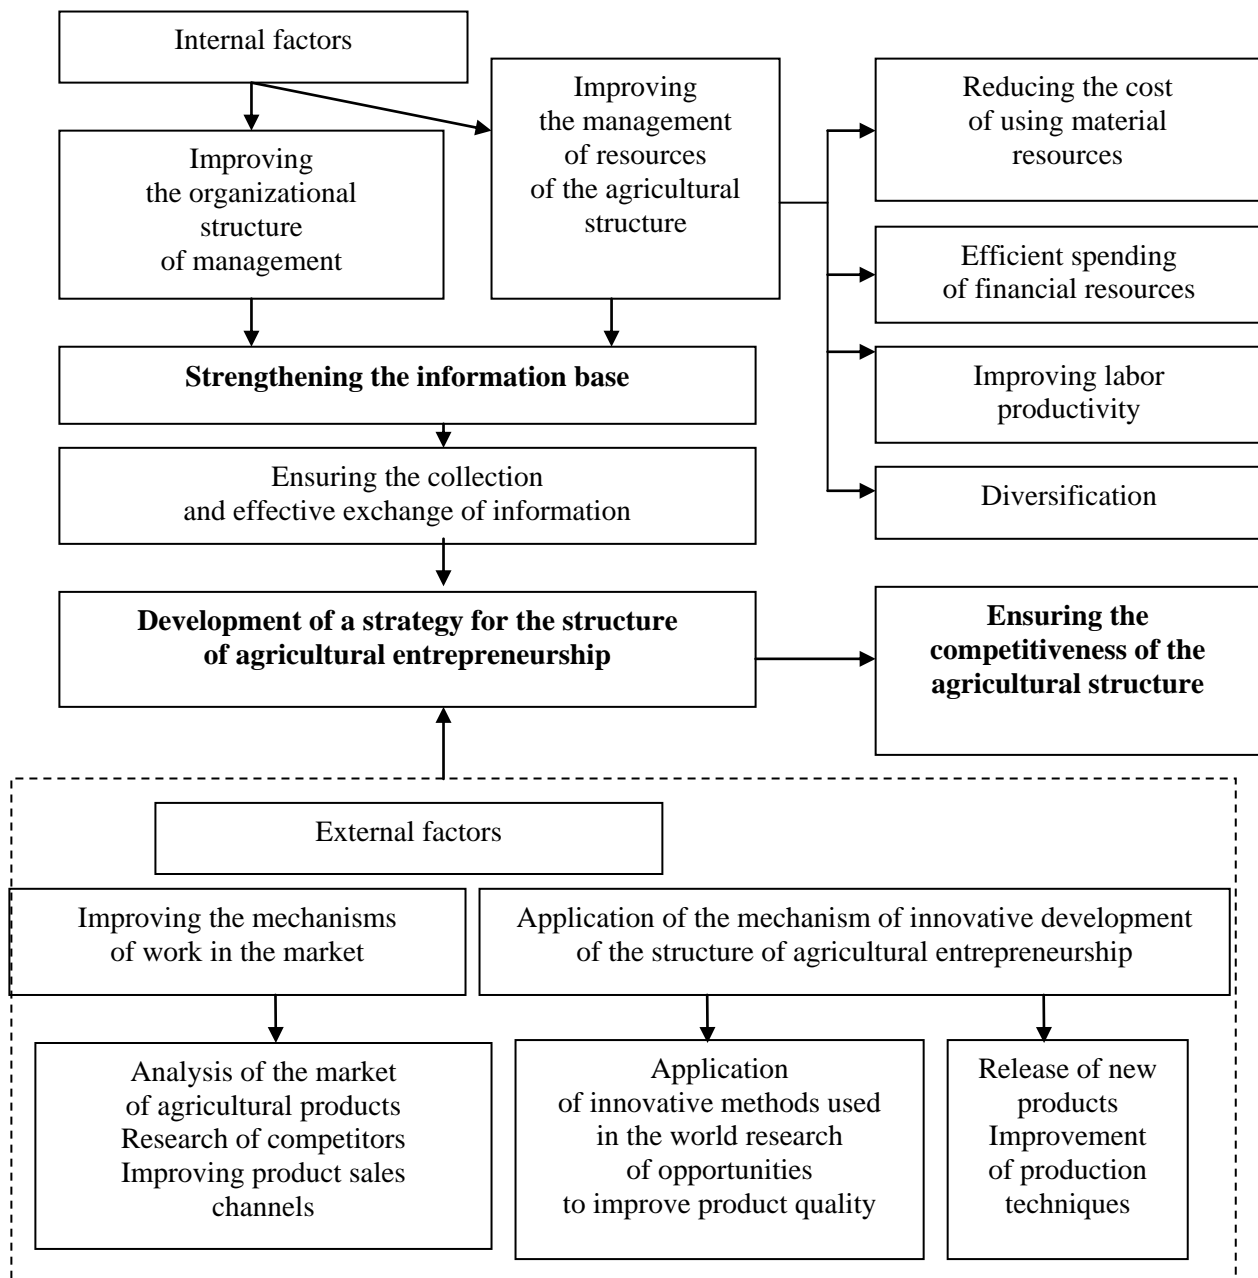 Internal factors
Improving
the organizational
structure
of management
Improving
the management
of resources
of the agricultural
structure
Reducing the cost
of using material
resources
Efficient spending
of financial resources
Improving labor
productivity
Diversification
Strengthening the information base
Ensuring the collection
and effective exchange of information
Development of a strategy for the structure
of agricultural entrepreneurship
Ensuring the
competitiveness of the
agricultural structure
External factors
Improving the mechanisms
of work in the market
Application of the mechanism of innovative development
of the structure of agricultural entrepreneurship
Analysis of the market
of agricultural products
Research of competitors
Improving product sales
channels
Application
of innovative methods used
in the world research
of opportunities
to improve product quality
Release of new
products
Improvement
of production
techniques